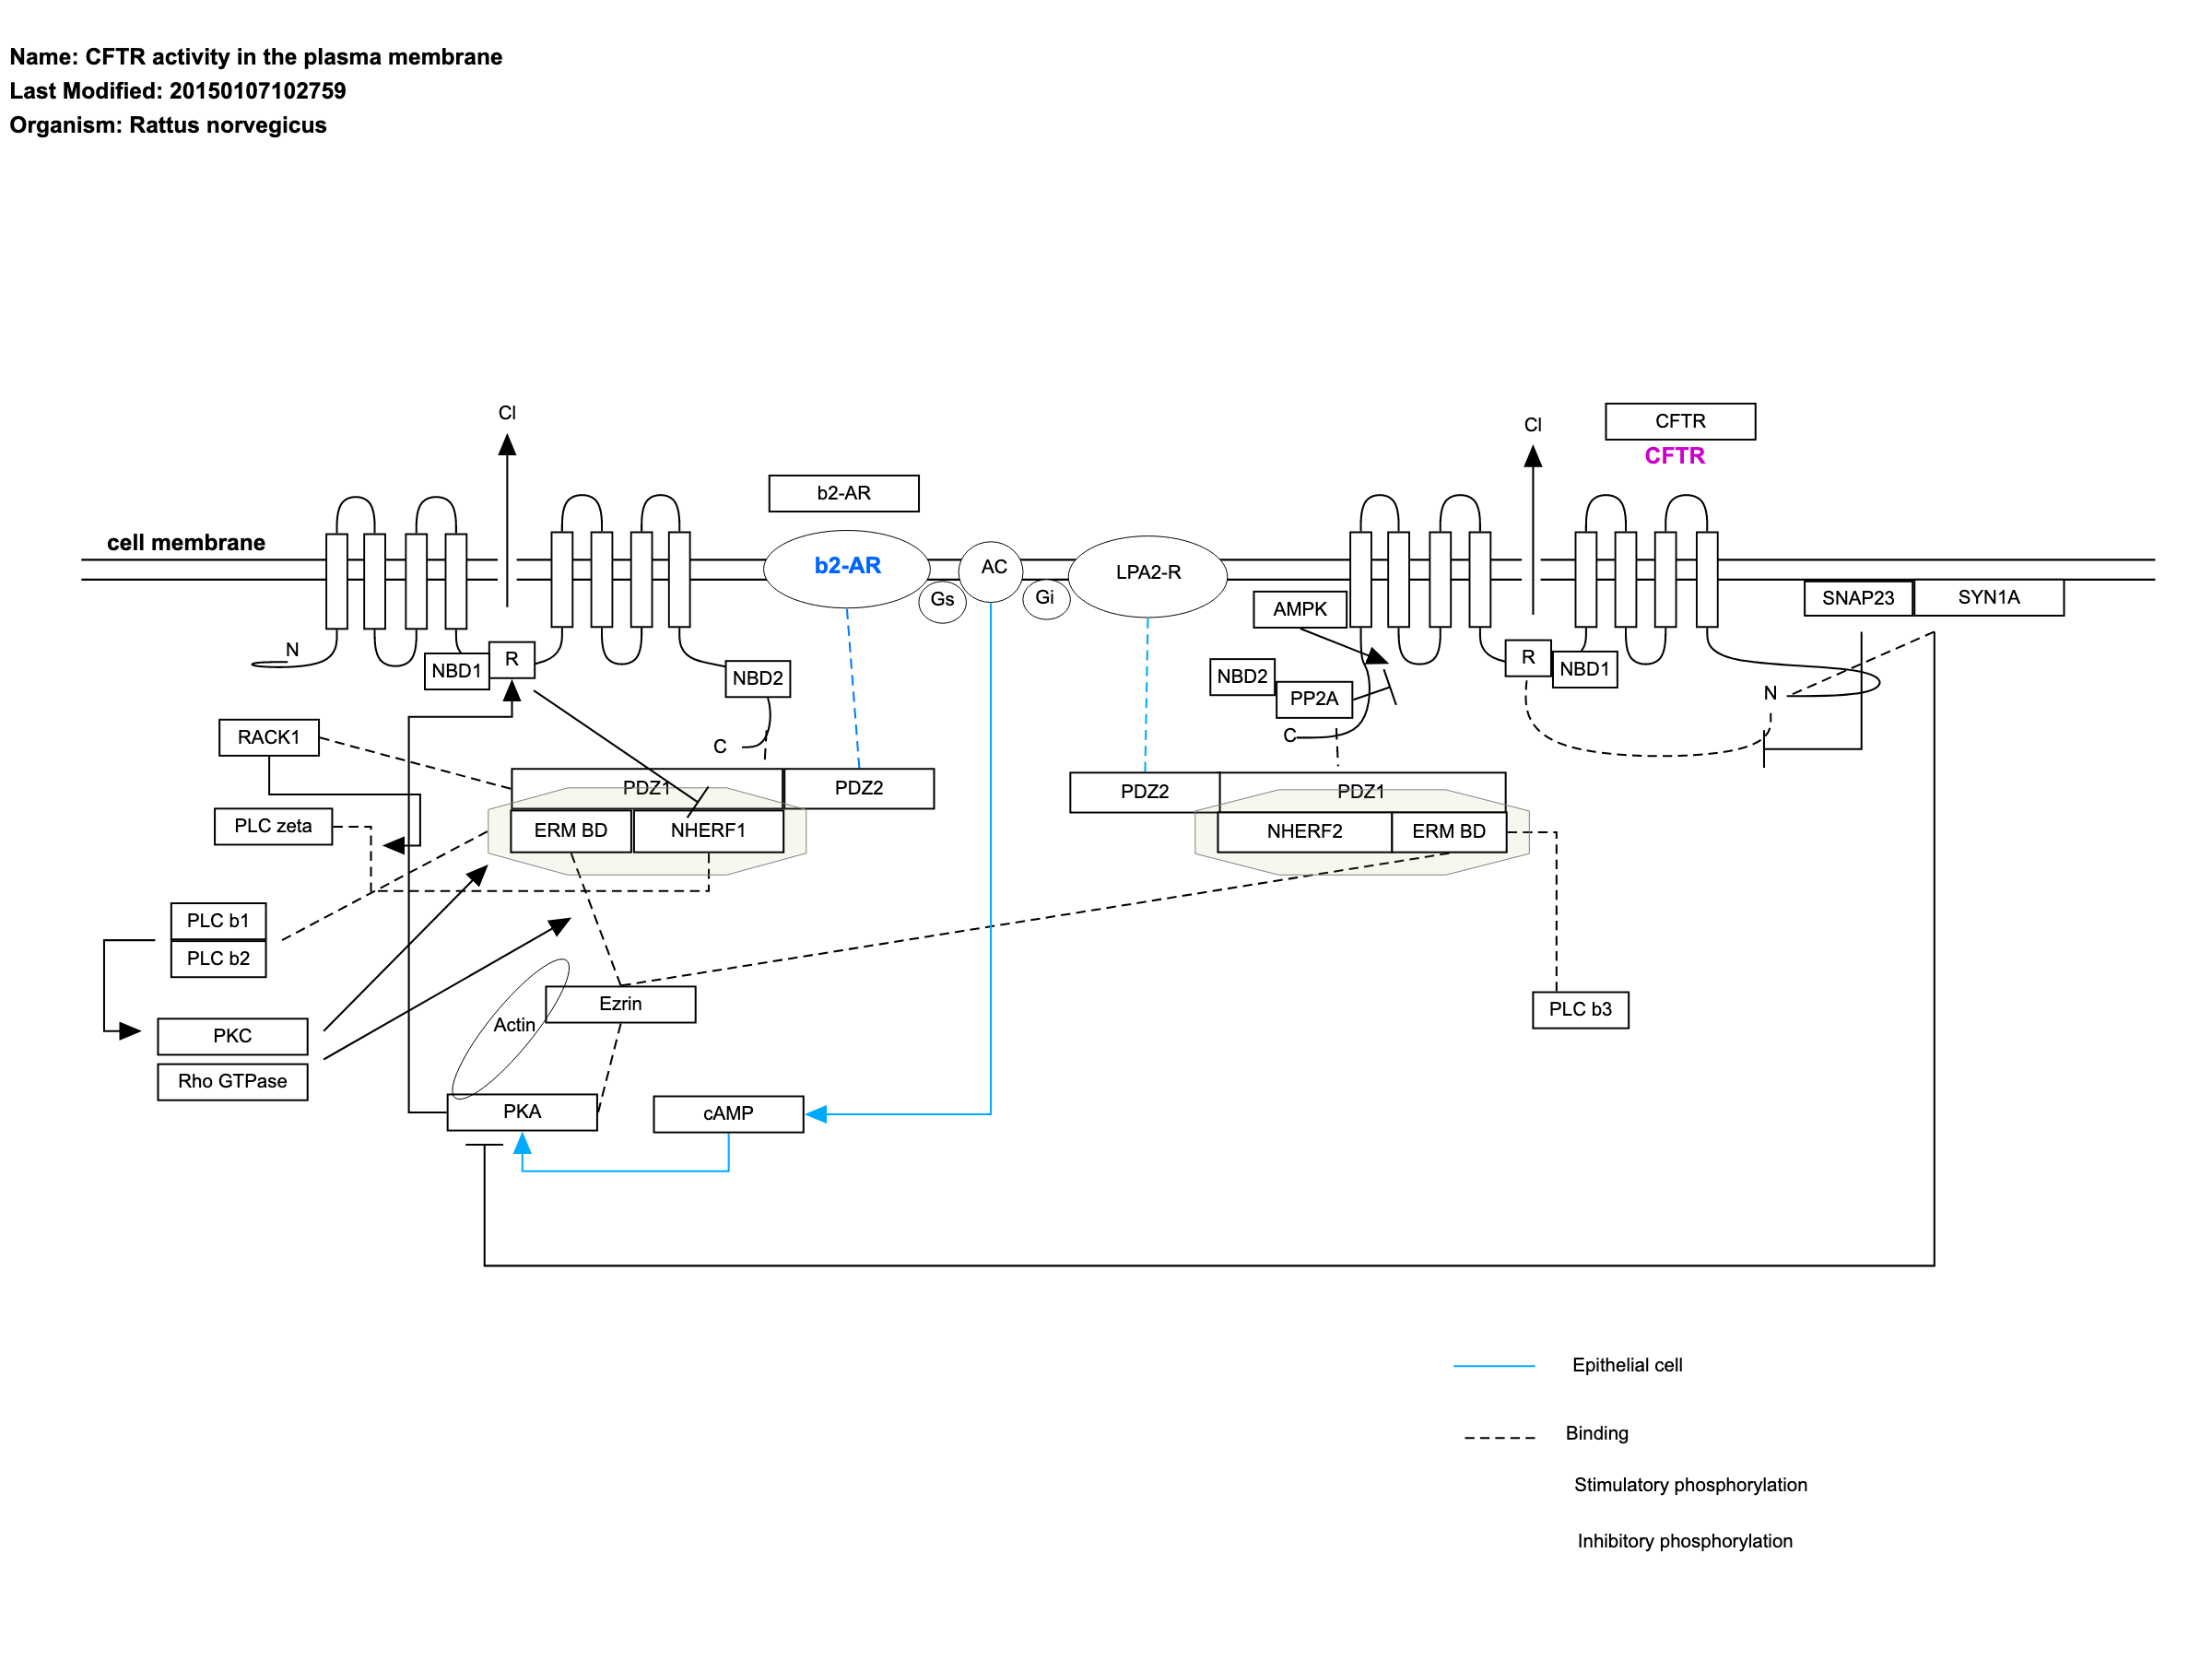 Name: CFTR activity in the plasma membrane
Last Modified: 20150107102759
Organism: Rattus norvegicus
Cl
Cl
CFTR
CFTR
b2-AR
cell membrane
b2-AR
AC
LPA2-R
Gs
Gi
AMPK
SNAP23
SYN1A
N
NBD1
R
NBD2
NBD2
PP2A
R
NBD1
N
C
C
RACK1
PDZ1
PDZ2
PDZ2
PDZ1
PLC zeta
ERM BD
NHERF1
NHERF2
ERM BD
PLC b1
PLC b2
Ezrin
PLC b3
Actin
PKC
Rho GTPase
PKA
cAMP
Epithelial cell
Binding
Stimulatory phosphorylation
Inhibitory phosphorylation